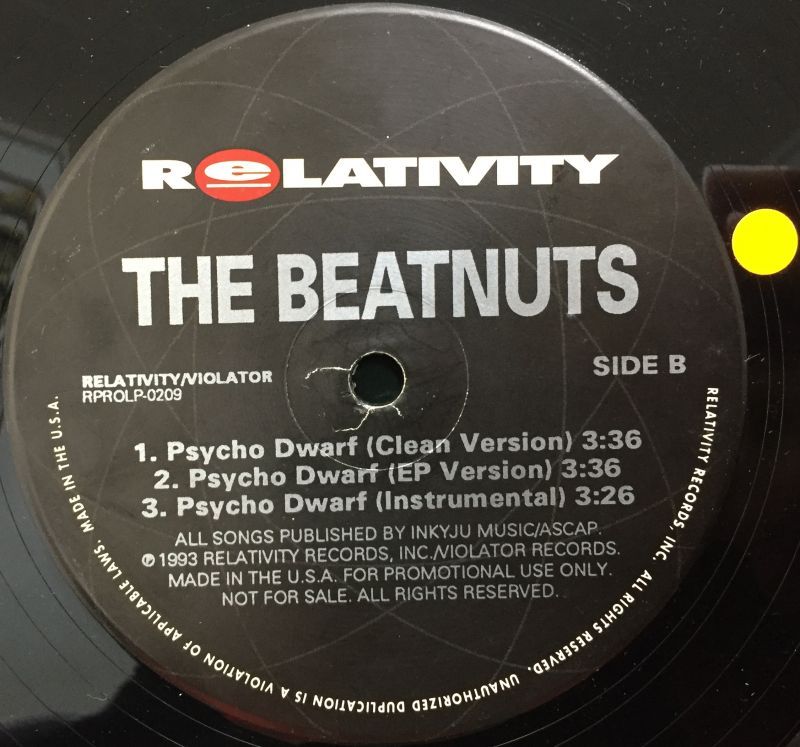 ReLATIVITY
THE BEATNUTS
SIDE B
RELATIVITY/VIOLATOR
RPROLP-0209
1. Psycho Dwarf (Clean Version) 3:36
2. Psycho Dwarf (EP Version) 3:36
3. Psycho Dwarf (Instrumental) 3:26
ALL SONGS PUBLISHED BY INKYJU MUSIC/ASCAP.
℗ 1993 RELATIVITY RECORDS, INC./VIOLATOR RECORDS.
MADE IN THE U.S.A. FOR PROMOTIONAL USE ONLY.
NOT FOR SALE. ALL RIGHTS RESERVED.
RELATIVITY RECORDS, INC. ALL RIGHTS RESERVED. UNAUTHORIZED DUPLICATION IS A VIOLATION OF APPLICABLE LAWS. MADE IN THE U.S.A.